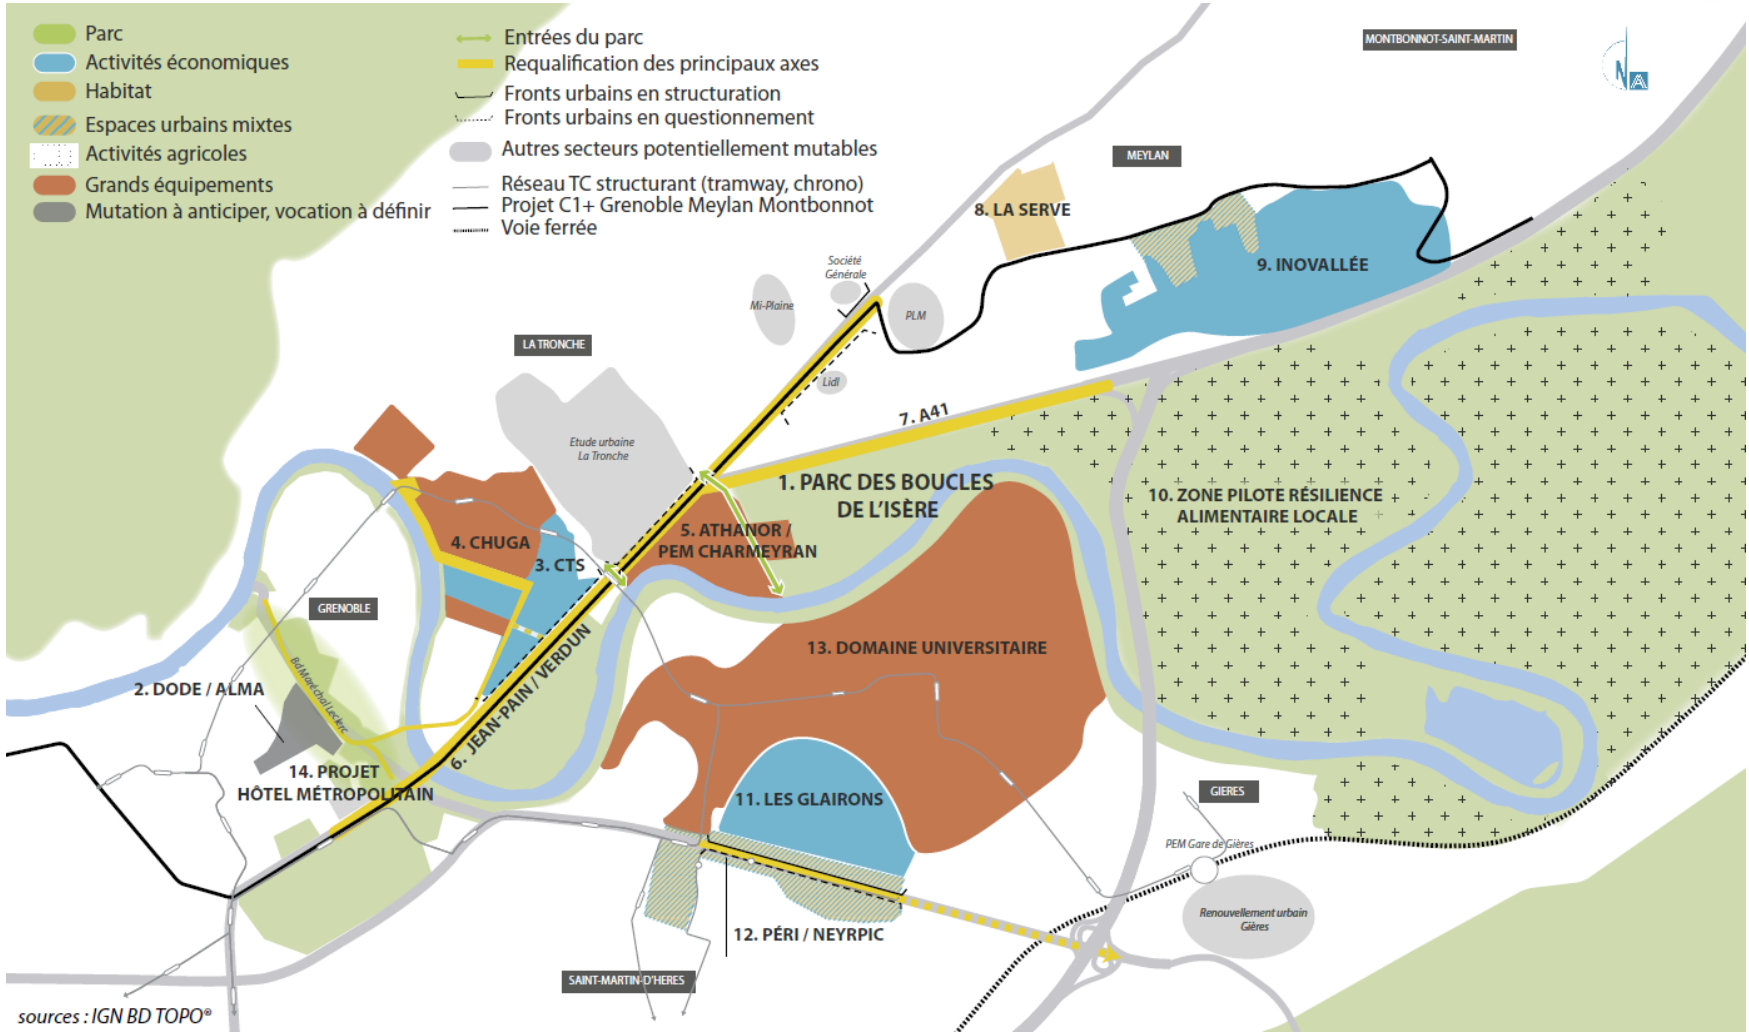 Parc
Activités économiques
Habitat
Espaces urbains mixtes
Activités agricoles
Grands équipements
Mutation à anticiper, vocation à définir
Entrées du parc
Requalification des principaux axes
Fronts urbains en structuration
Fronts urbains en questionnement
Autres secteurs potentiellement mutables
Réseau TC structurant (tramway, chrono)
Projet C1+ Grenoble Meylan Montbonnot
Voie ferrée
MONTBONNOT-SAINT-MARTIN
N
A
MEYLAN
8. LA SERVE
9. INOVALLÉE
Société
Générale
Mi-Plaine
PLM
LA TRONCHE
Lidl
7. A41
Etude urbaine
La Tronche
1. PARC DES BOUCLES
DE L'ISÈRE
10. ZONE PILOTE RÉSILIENCE
ALIMENTAIRE LOCALE
4. CHUGA
5. ATHANOR /
PEM CHARMEYRAN
3. CTS
GRENOBLE
Bd Maréchal Leclerc
6. JEAN-PAIN / VERDUN
13. DOMAINE UNIVERSITAIRE
2. DODE / ALMA
14. PROJET
HÔTEL MÉTROPOLITAIN
11. LES GLAIRONS
GIERES
PEM Gare de Gières
Renouvellement urbain
Gières
12. PÉRI / NEYRPIC
SAINT-MARTIN-D'HERES
sources : IGN BD TOPO®